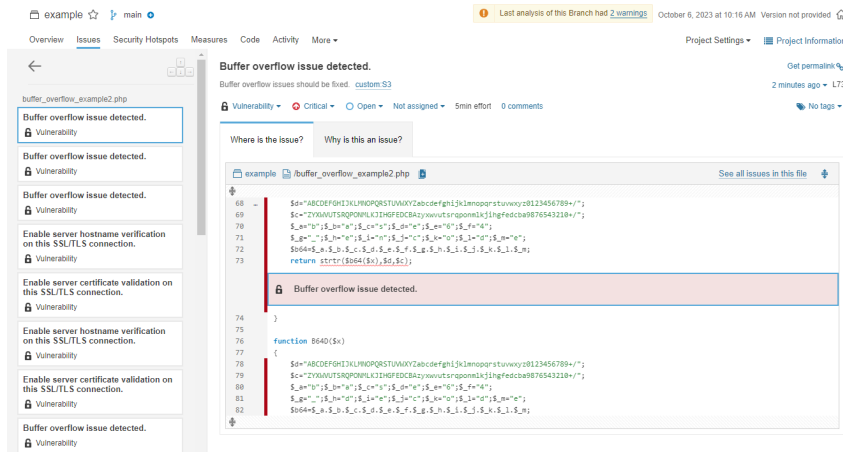 example main
Last analysis of this Branch had 2 warnings October 6, 2023 at 10:16 AM Version not provided
Overview Issues Security Hotspots Measures Code Activity More Project Settings Project Information
buffer_overflow_example2.php
Buffer overflow issue detected.
Vulnerability
Buffer overflow issue detected.
Vulnerability
Buffer overflow issue detected.
Vulnerability
Enable server hostname verification
on this SSL/TLS connection.
Vulnerability
Enable server certificate validation on
this SSL/TLS connection.
Vulnerability
Enable server hostname verification
on this SSL/TLS connection.
Vulnerability
Enable server certificate validation on
this SSL/TLS connection.
Vulnerability
Buffer overflow issue detected.
Vulnerability
Buffer overflow issue detected. Get permalink
Buffer overflow issues should be fixed. custom:S3 2 minutes ago L73
Vulnerability Critical Open Not assigned 5min effort 0 comments No tags
Where is the issue? Why is this an issue?
example /buffer_overflow_example2.php See all issues in this file
68 $d="ABCDEFGHIJKLMNOPQRSTUVWXYZabcdefghijklmnopqrstuvwxyz0123456789+/";
69 $c="ZYXWVUTSRQPONMLKJIHGFEDCBAzyxwvutsrqponmlkjihgfedcba9876543210+/";
70 $_a="b";$_b="a";$_c="s";$_d="e";$_e="6";$_f="4";
71 $_g="_";$_h="e";$_i="n";$_j="c";$_k="o";$_l="d";$_m="e";
72 $b64=$_a.$_b.$_c.$_d.$_e.$_f.$_g.$_h.$_i.$_j.$_k.$_l.$_m;
73 return strtr($b64($x),$d,$c);
Buffer overflow issue detected.
74 }
75
76 function B64D($x)
77 {
78 $d="ABCDEFGHIJKLMNOPQRSTUVWXYZabcdefghijklmnopqrstuvwxyz0123456789+/";
79 $c="ZYXWVUTSRQPONMLKJIHGFEDCBAzyxwvutsrqponmlkjihgfedcba9876543210+/";
80 $_a="b";$_b="a";$_c="s";$_d="e";$_e="6";$_f="4";
81 $_g="_";$_h="d";$_i="e";$_j="c";$_k="o";$_l="d";$_m="e";
82 $b64=$_a.$_b.$_c.$_d.$_e.$_f.$_g.$_h.$_i.$_j.$_k.$_l.$_m;